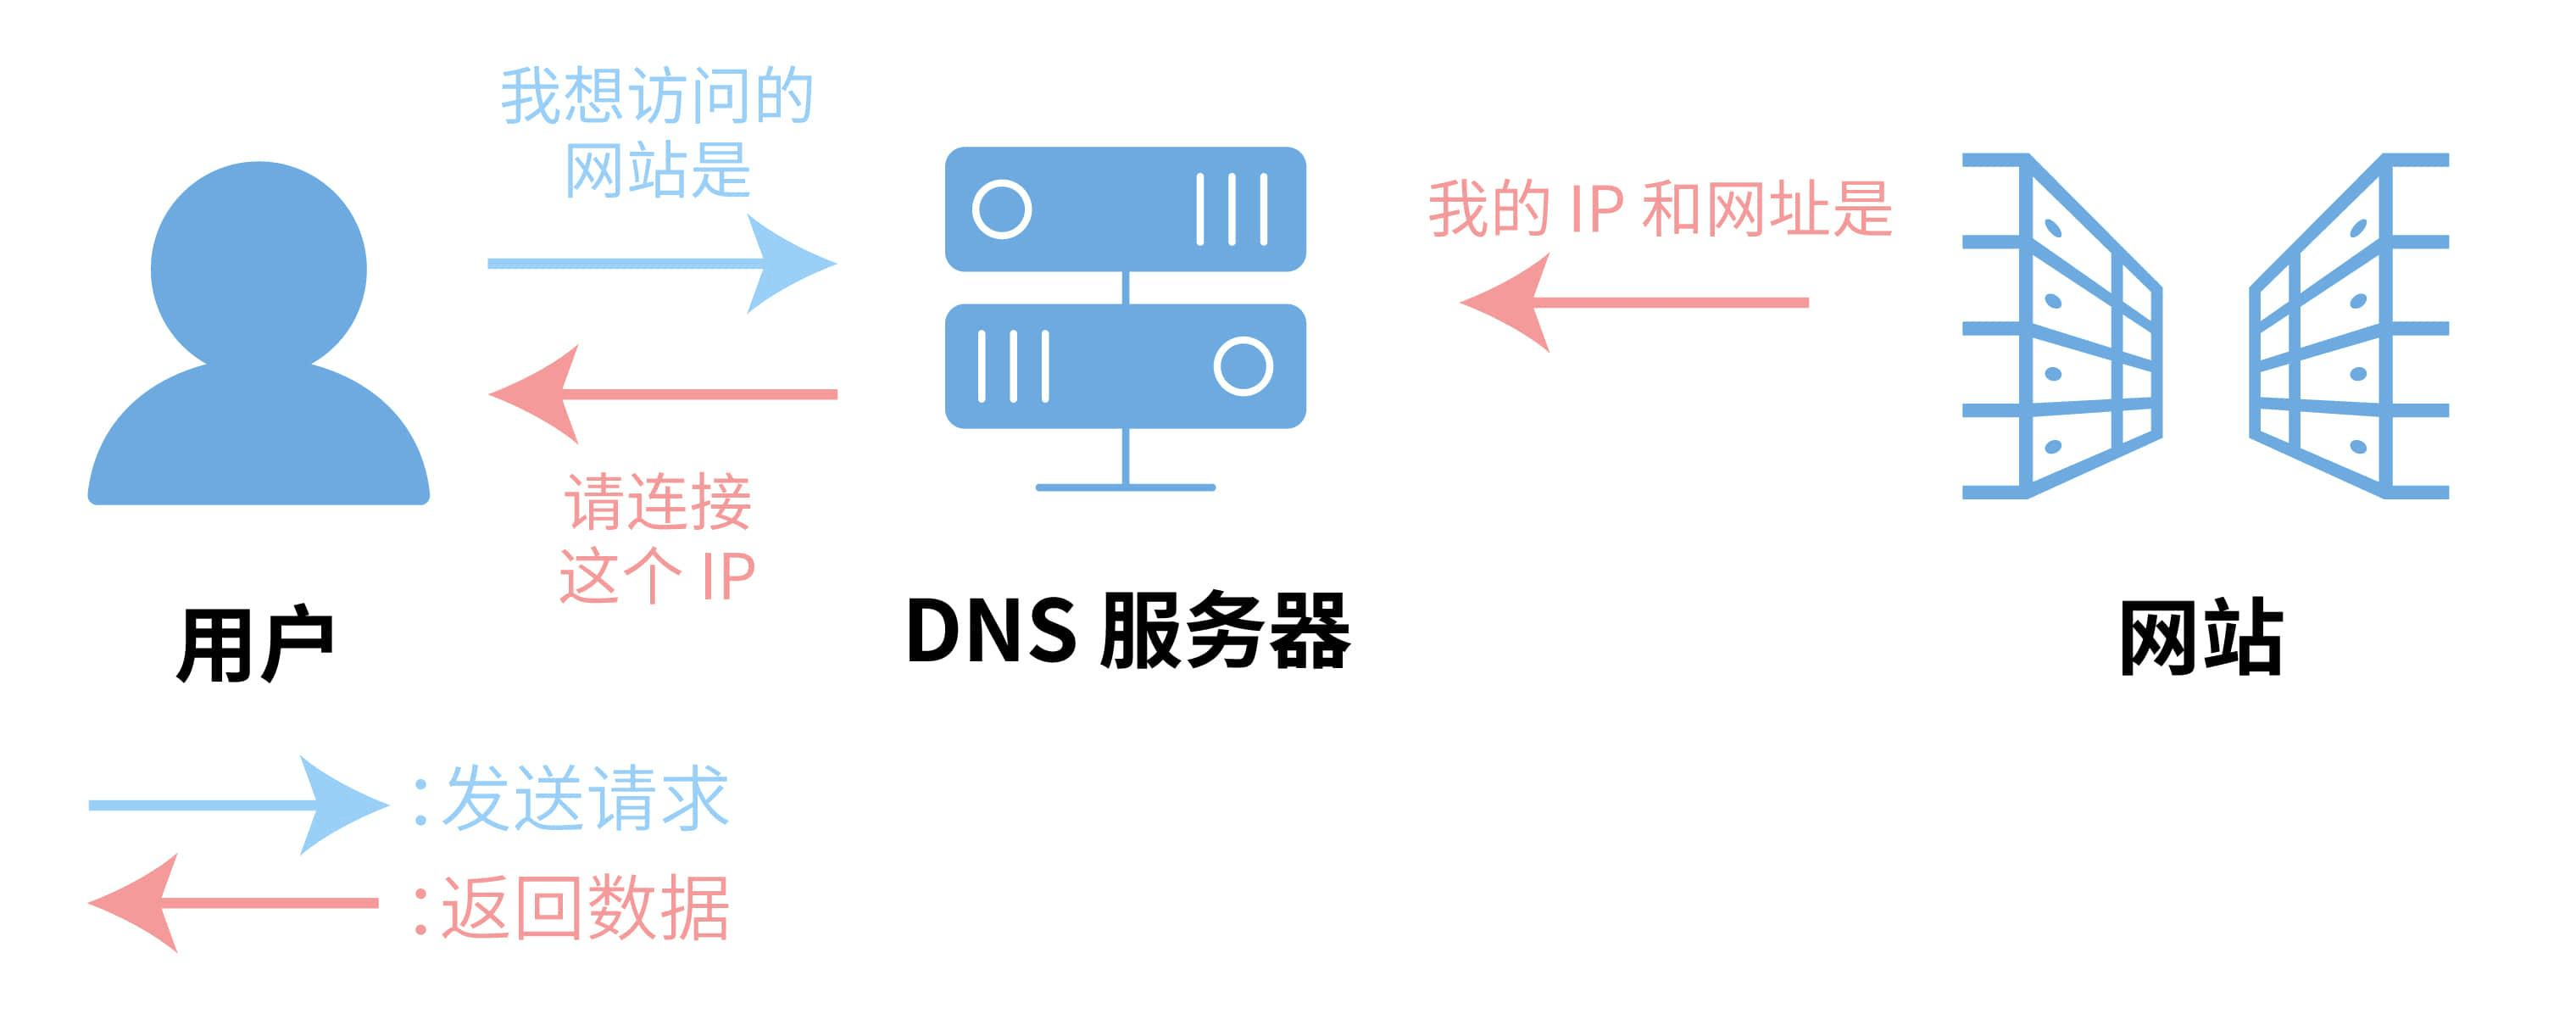 我想访问的
网站是
我的 IP 和网址是
请连接
这个 IP
用户
DNS 服务器
网站
：发送请求
：返回数据